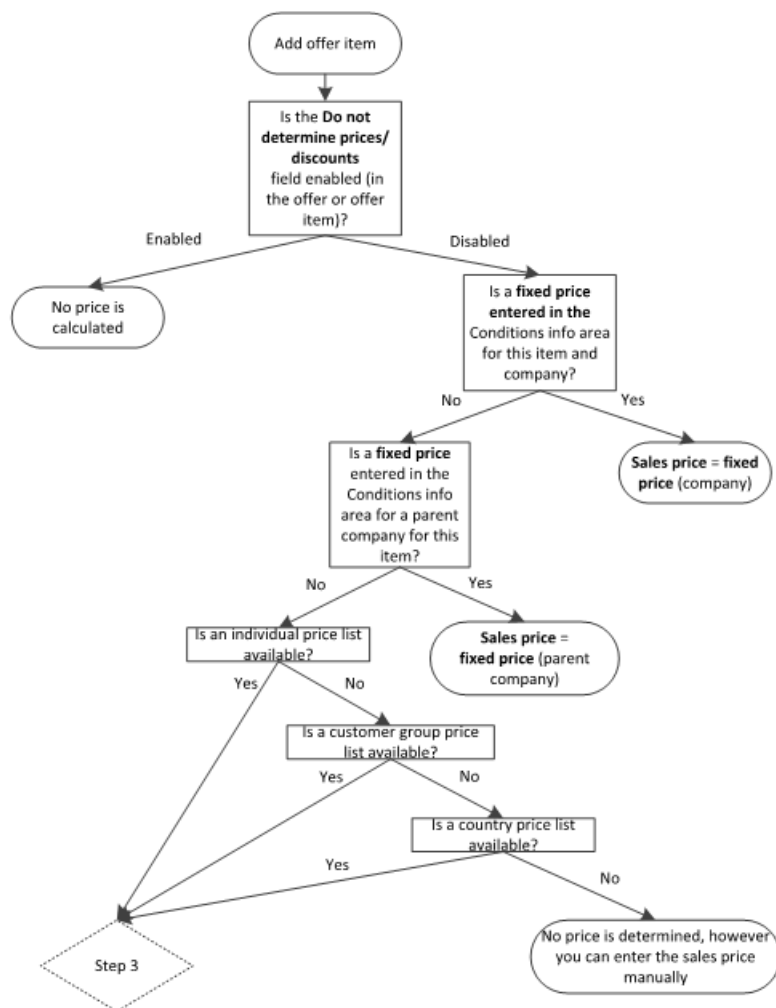 Add offer item
Is the Do not
determine prices/
discounts
field enabled (in
the offer or offer
item)?
Enabled
Disabled
No price is
calculated
Is a fixed price
entered in the
Conditions info area
for this item and
company?
No
Yes
Is a fixed price
entered in the
Conditions info
area for a parent
company for this
item?
Sales price = fixed
price (company)
No
Yes
Is an individual price list
available?
Sales price =
fixed price (parent
company)
Yes
No
Is a customer group price
list available?
Yes
No
Is a country price list
available?
Yes
No
Step 3
No price is determined, however
you can enter the sales price
manually